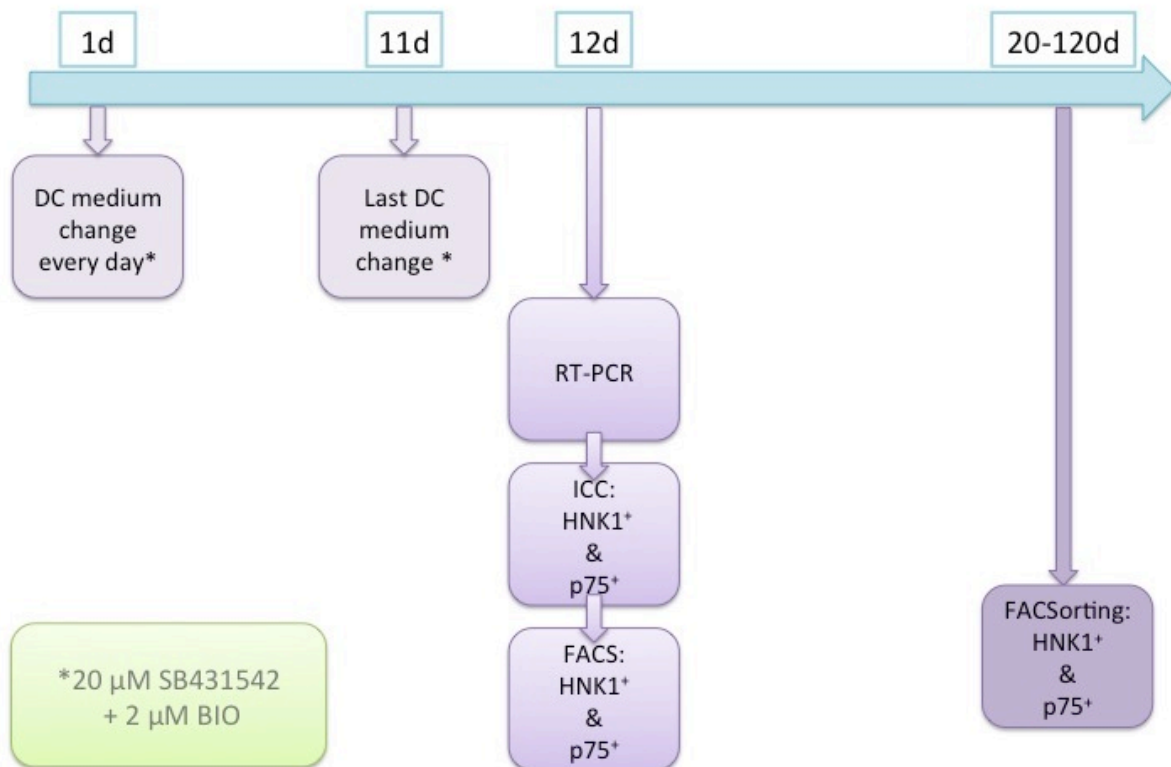 1d
11d
12d
20-120d
DC medium
change
every day*
Last DC
medium
change *
RT-PCR
ICC:
HNK1⁺
&
p75⁺
FACS:
HNK1⁺
&
p75⁺
FACSorting:
HNK1⁺
&
p75⁺
*20 µM SB431542
+ 2 µM BIO